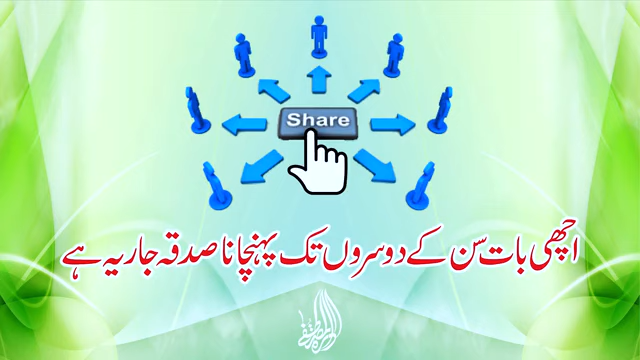 Share
اچھی بات سن کے دوسروں تک پہنچانا صدقہ جاریہ ہے